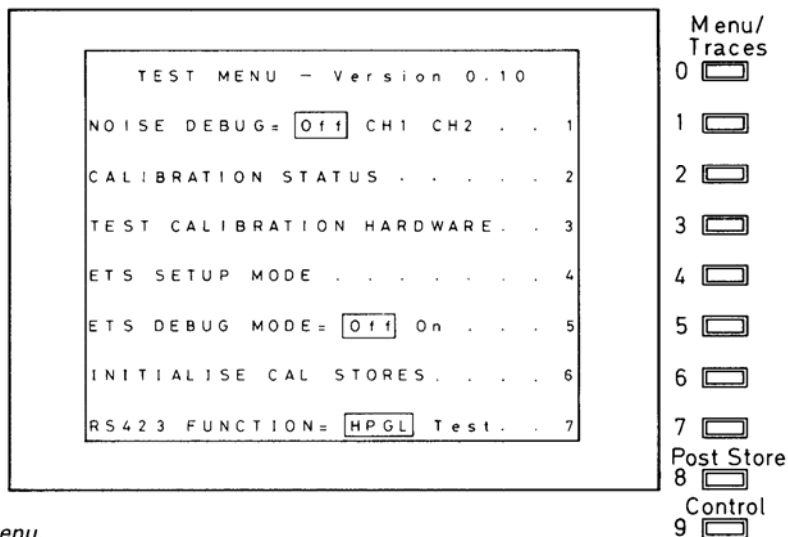 Menu/
Traces
0
TEST MENU – Version 0.10
NOISE DEBUG= Off CH1 CH2 . . 1
1
CALIBRATION STATUS . . . . . 2
2
TEST CALIBRATION HARDWARE. . 3
3
ETS SETUP MODE . . . . . . . 4
4
ETS DEBUG MODE= Off On . . . 5
5
INITIALISE CAL STORES. . . . 6
6
RS423 FUNCTION= HPGL Test. . 7
7
Post Store
8
Control
9